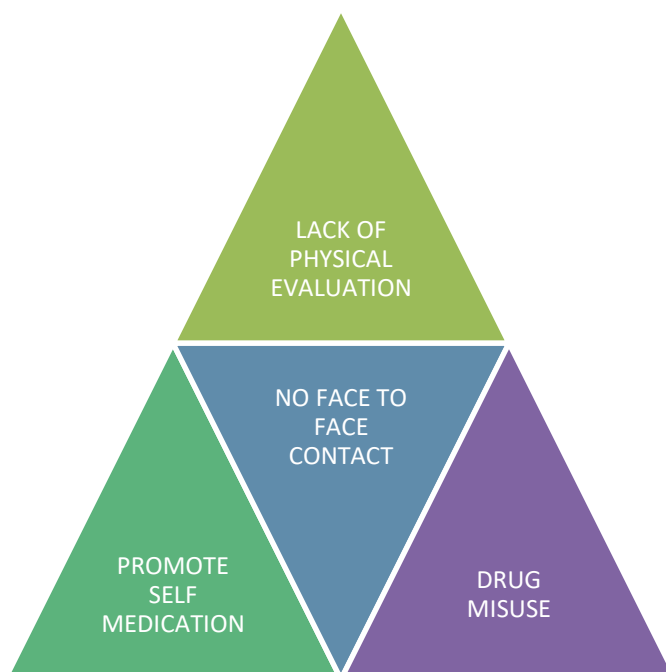 LACK OF
PHYSICAL
EVALUATION
NO FACE TO
FACE
CONTACT
PROMOTE
SELF
MEDICATION
DRUG
MISUSE